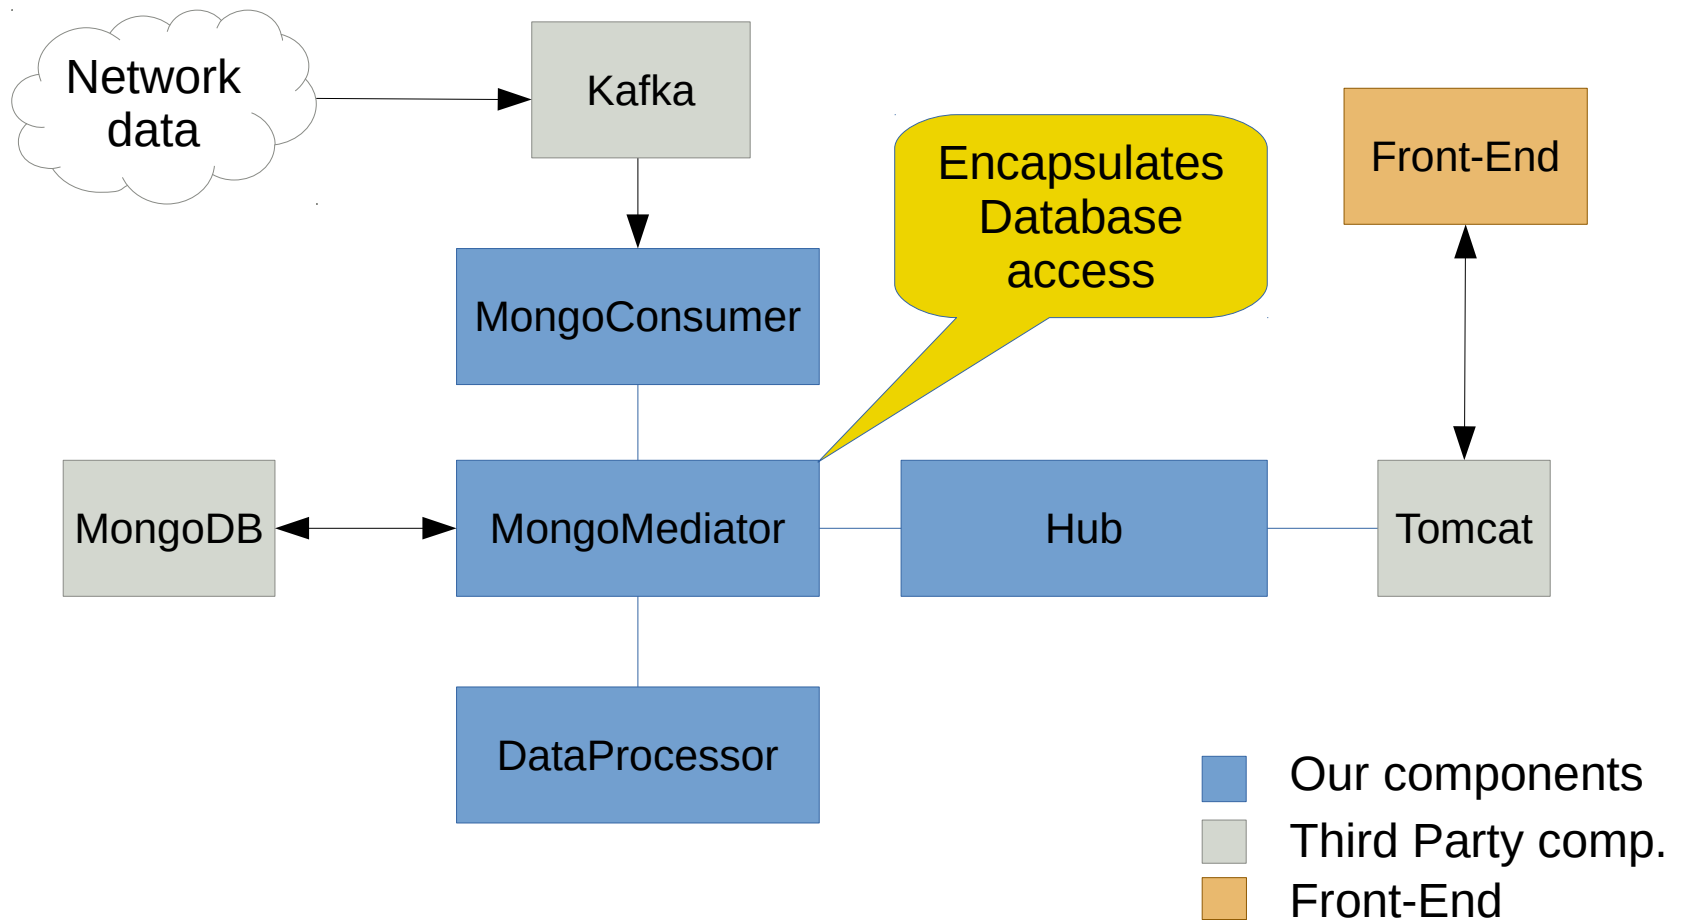 Network
data
Kafka
Front-End
Encapsulates
Database
access
MongoConsumer
MongoDB
MongoMediator
Hub
Tomcat
DataProcessor
Our components
Third Party comp.
Front-End